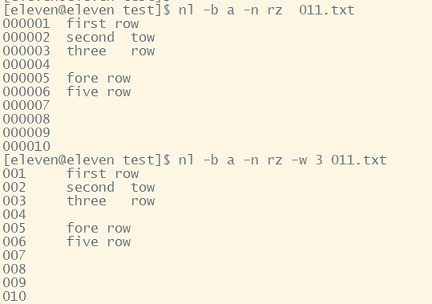 [eleven@eleven test]$ nl -b a -n rz  011.txt
000001  first row
000002  second  tow
000003  three   row
000004
000005  fore row
000006  five row
000007
000008
000009
000010
[eleven@eleven test]$ nl -b a -n rz -w 3 011.txt
001     first row
002     second  tow
003     three   row
004
005     fore row
006     five row
007
008
009
010